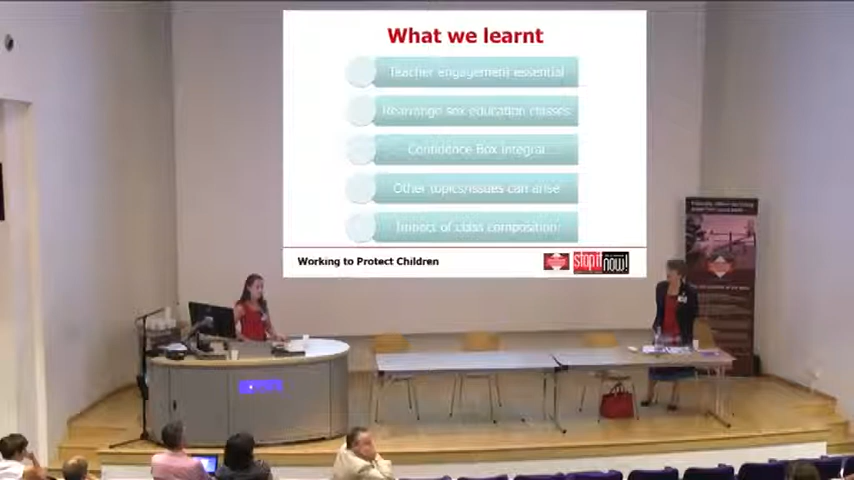 What we learnt
Teacher engagement essential
Rearrange sex education classes
Confidence Box integral
Other topics/issues can arise
Impact of class composition
Working to Protect Children
stop it
now!